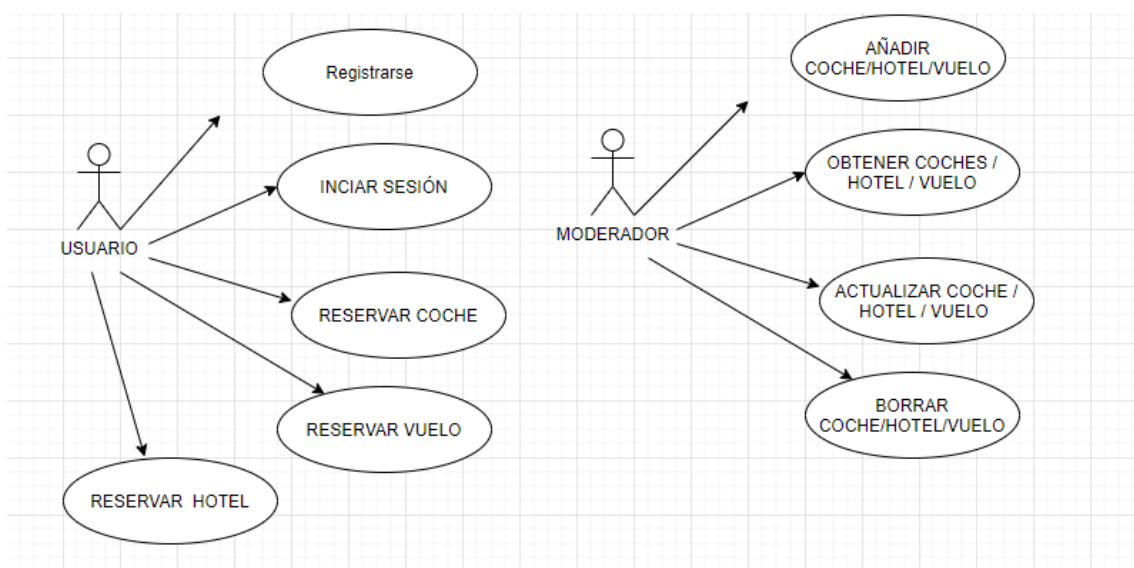 Registrarse
INCIAR SESIÓN
USUARIO
RESERVAR COCHE
RESERVAR VUELO
RESERVAR HOTEL
AÑADIR
COCHE/HOTEL/VUELO
OBTENER COCHES /
HOTEL / VUELO
MODERADOR
ACTUALIZAR COCHE /
HOTEL / VUELO
BORRAR
COCHE/HOTEL/VUELO